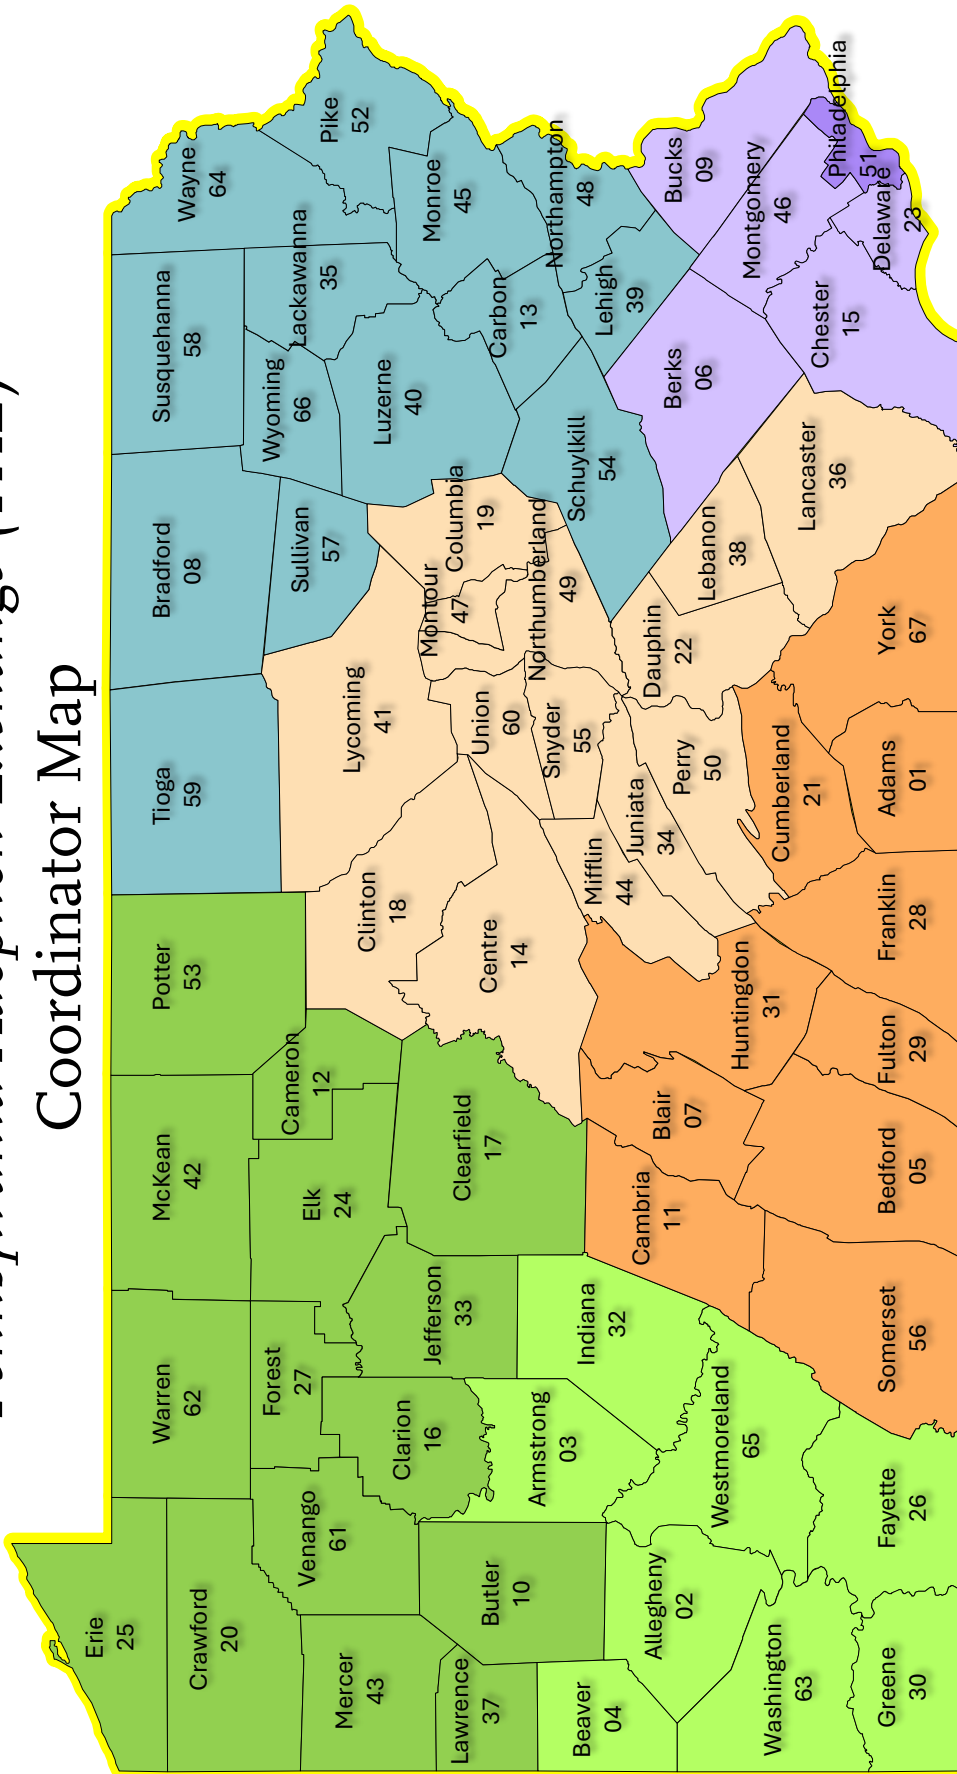 Coordinator Map
Erie
25
Crawford
20
Warren
62
McKean
42
Potter
53
Tioga
59
Bradford
08
Susquehanna
58
Wayne
64
Wyoming
66
Lackawanna
35
Pike
52
Sullivan
57
Luzerne
40
Monroe
45
Mercer
43
Venango
61
Forest
27
Elk
24
Cameron
12
Clinton
18
Lycoming
41
Montour
47
Columbia
19
Carbon
13
Northampton
48
Lawrence
37
Butler
10
Clarion
16
Jefferson
33
Clearfield
17
Centre
14
Union
60
Snyder
55
Northumberland
49
Schuylkill
54
Lehigh
39
Beaver
04
Armstrong
03
Indiana
32
Mifflin
44
Juniata
34
Allegheny
02
Cambria
11
Blair
07
Huntingdon
31
Perry
50
Dauphin
22
Lebanon
38
Berks
06
Bucks
09
Montgomery
46
Philadelphia
51
Delaware
23
Chester
15
Lancaster
36
Washington
63
Westmoreland
65
Cumberland
21
Greene
30
Fayette
26
Somerset
56
Bedford
05
Fulton
29
Franklin
28
Adams
01
York
67